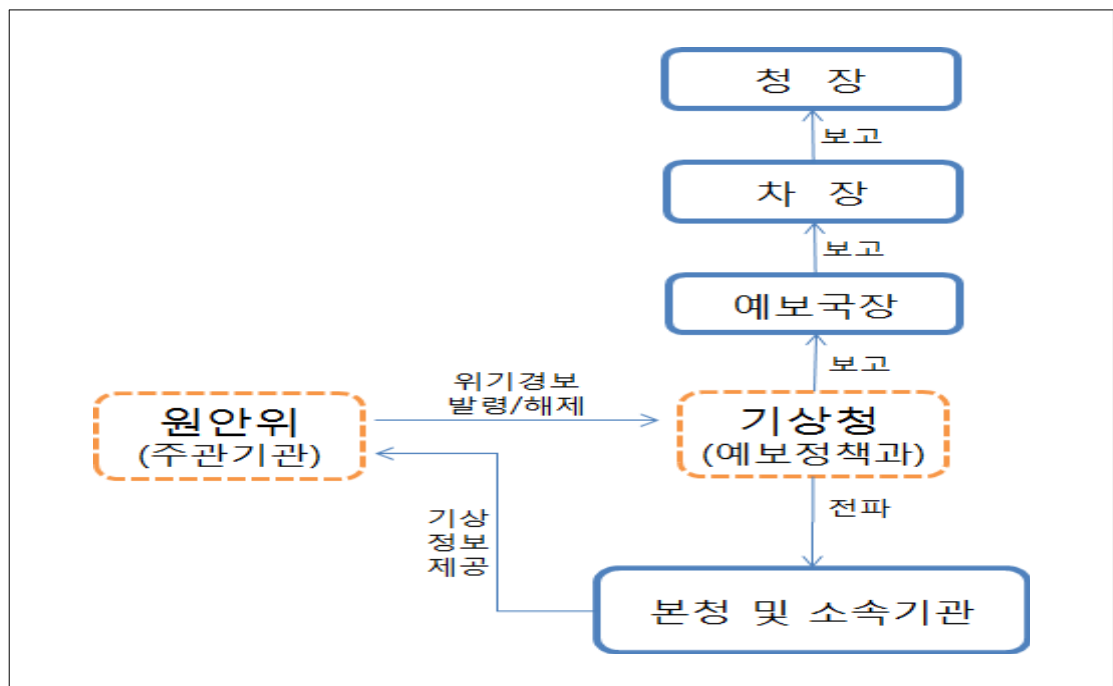 청 장
보고
차 장
보고
예보국장
보고
위기경보
발령/해제
원안위
(주관기관)
기상청
(예보정책과)
전파
기상
정보
제공
본청 및 소속기관